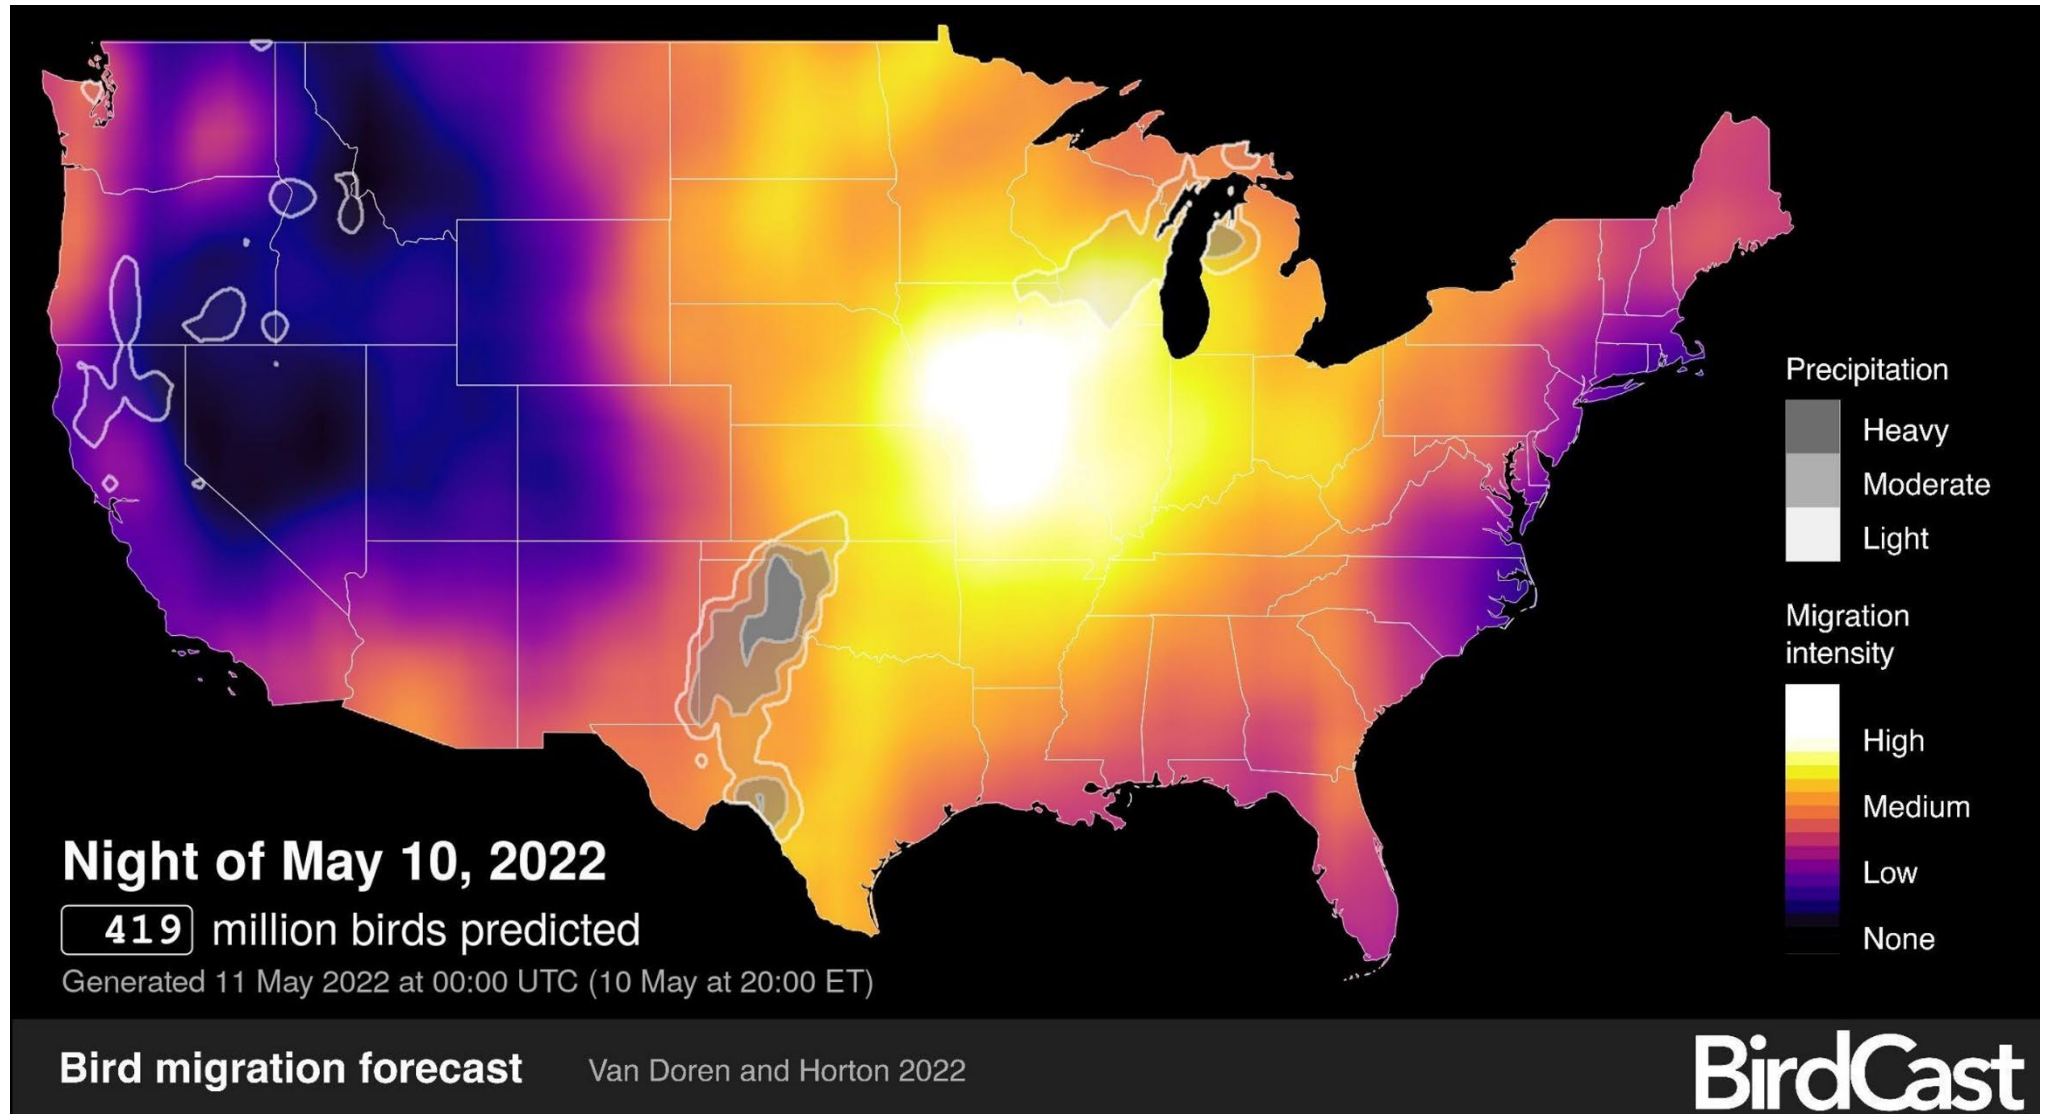 Precipitation
Heavy
Moderate
Light
Migration
intensity
High
Medium
Low
None
Night of May 10, 2022
419 million birds predicted
Generated 11 May 2022 at 00:00 UTC (10 May at 20:00 ET)
Bird migration forecast
Van Doren and Horton 2022
BirdCast